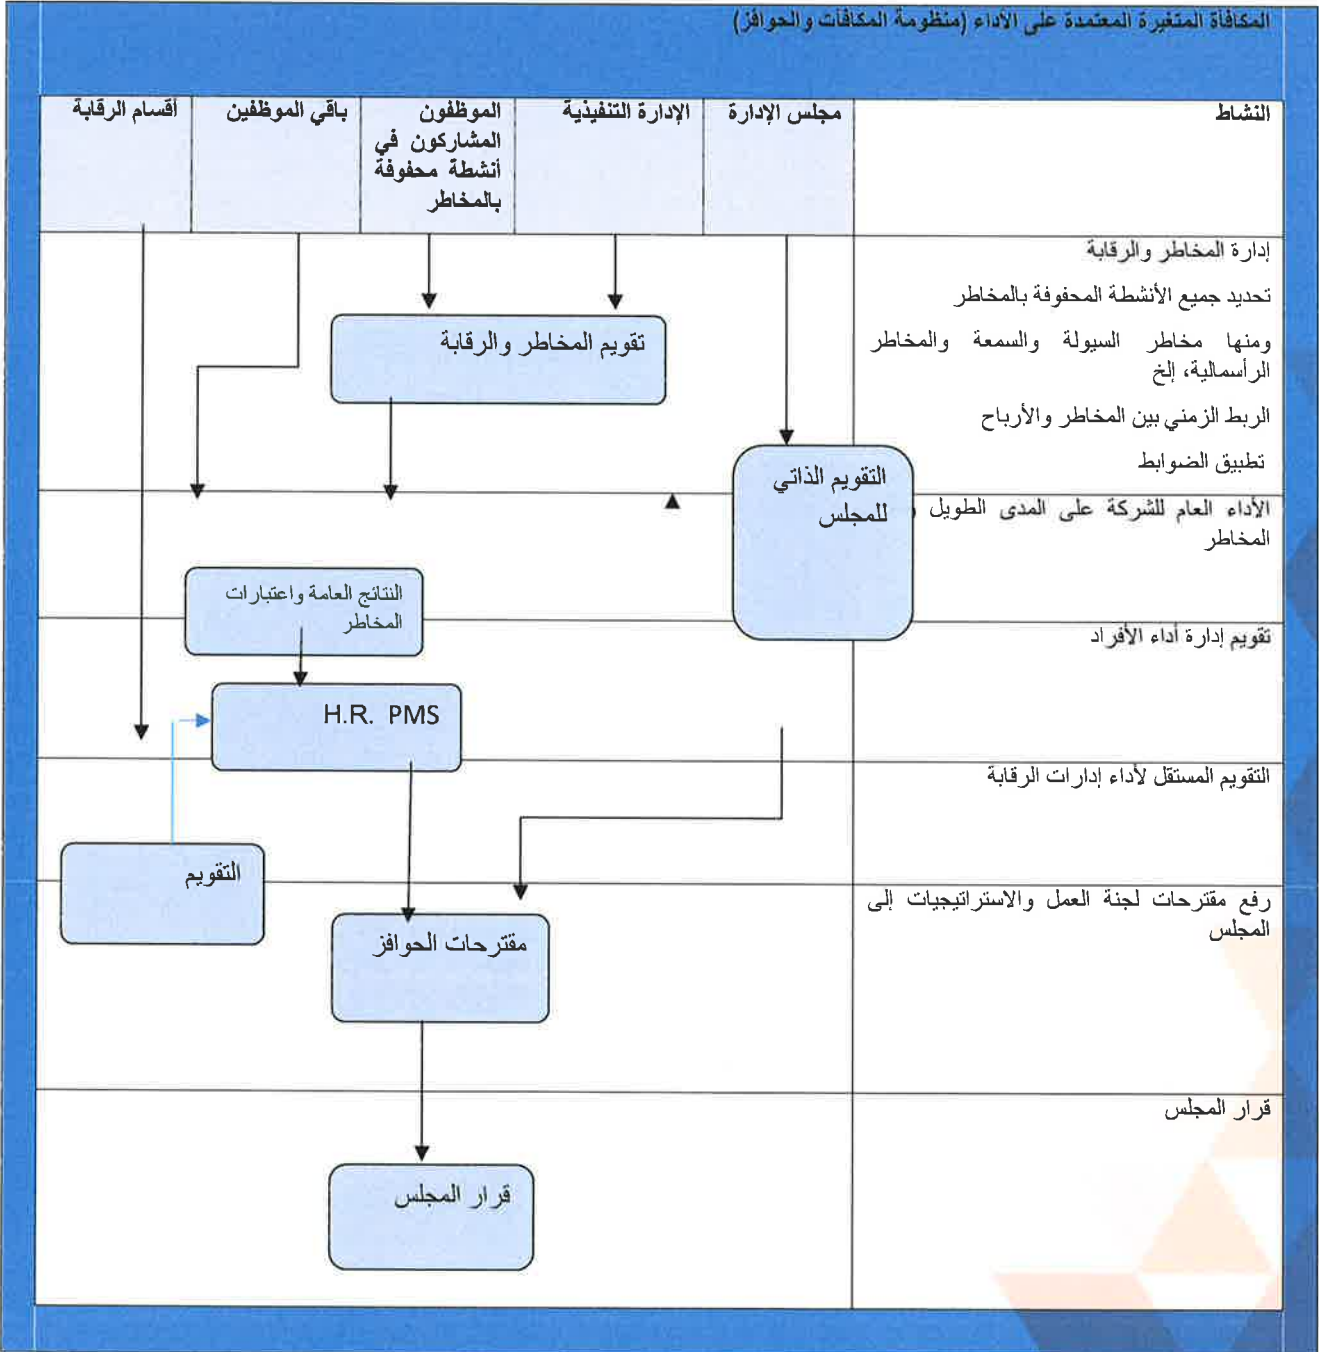 المكافأة المتغيرة المعتمدة على الأداء (منظومة المكافآت والحوافز)
النشاط
مجلس الإدارة
الإدارة التنفيذية
الموظفون
المشاركون في
أنشطة محفوفة
بالمخاطر
باقي الموظفين
أقسام الرقابة
إدارة المخاطر والرقابة
تحديد جميع الأنشطة المحفوفة بالمخاطر
ومنها مخاطر السيولة والسمعة والمخاطر
الرأسمالية، إلخ
الربط الزمني بين المخاطر والأرباح
تطبيق الضوابط
تقويم المخاطر والرقابة
التقويم الذاتي
للمجلس
الأداء العام للشركة على المدى الطويل
المخاطر
النتائج العامة واعتبارات
المخاطر
تقويم إدارة أداء الأفراد
H.R. PMS
التقويم المستقل لأداء إدارات الرقابة
التقويم
رفع مقترحات لجنة العمل والاستراتيجيات إلى
المجلس
مقترحات الحوافز
قرار المجلس
قرار المجلس